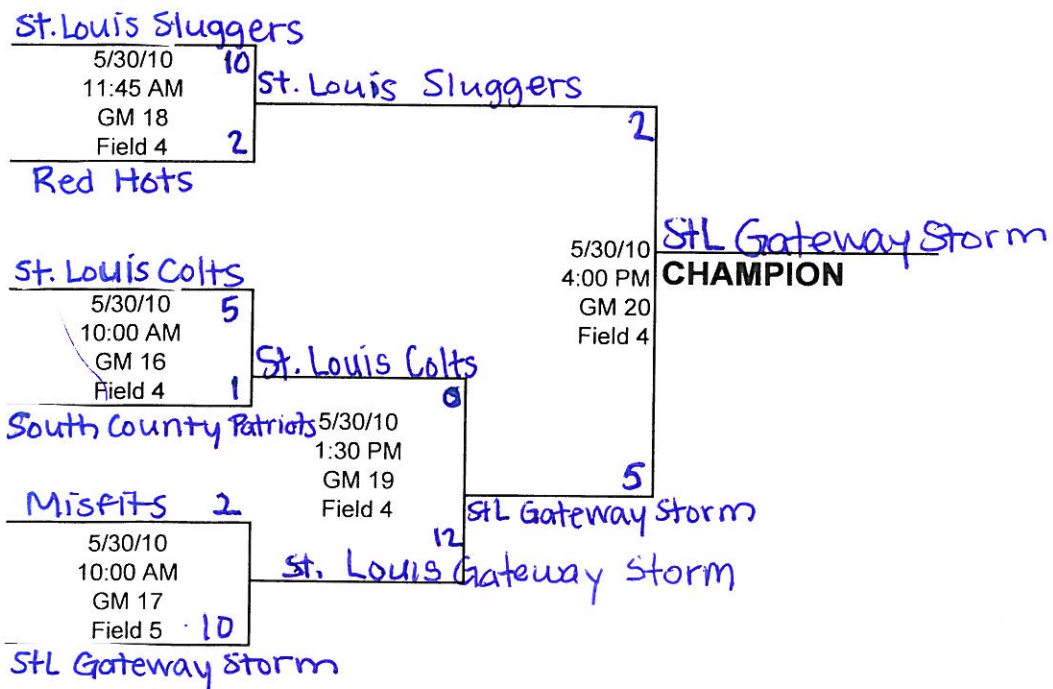 St. Louis Sluggers
5/30/10 10
11:45 AM
GM 18
Field 4 2
Red Hots
St. Louis Sluggers
2
St. Louis Colts
5/30/10 5
10:00 AM
GM 16
Field 4 1
South County Patriots
St. Louis Colts
0
5/30/10
1:30 PM
GM 19
Field 4
12
Misfits 2
5/30/10
10:00 AM
GM 17
Field 5 10
StL Gateway Storm
St. Louis Gateway Storm
5
StL Gateway Storm
5/30/10
4:00 PM
GM 20
Field 4
StL Gateway Storm
CHAMPION